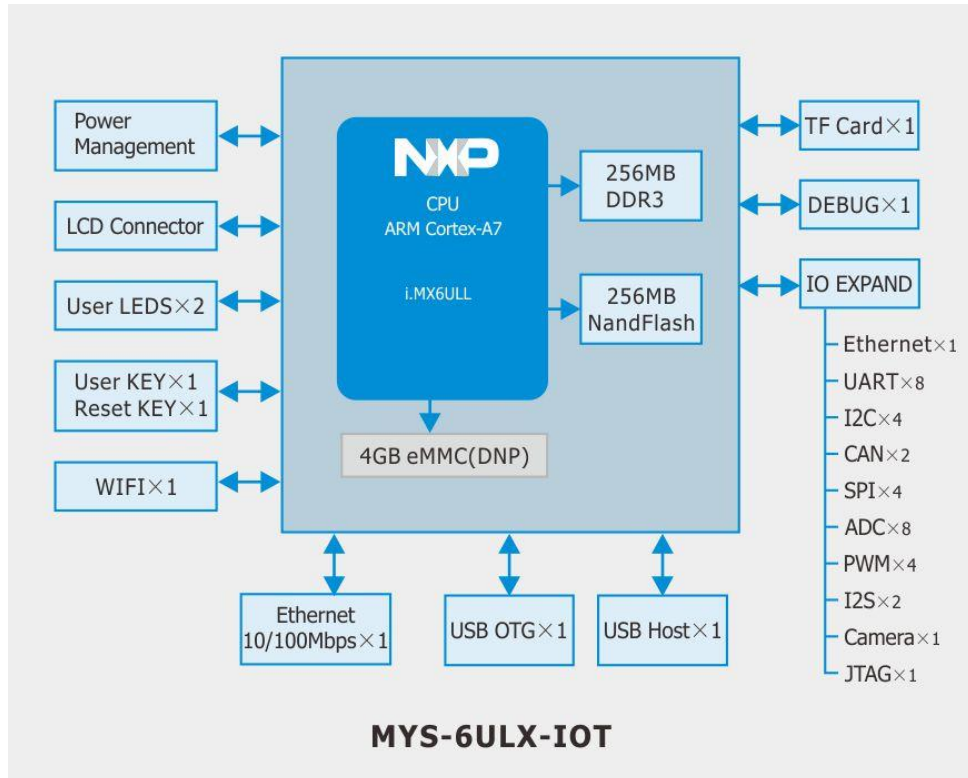 Power
Management
LCD Connector
User LEDS×2
User KEY×1
Reset KEY×1
WIFI×1
NXP
CPU
ARM Cortex-A7
i.MX6ULL
256MB
DDR3
256MB
NandFlash
4GB eMMC(DNP)
TF Card×1
DEBUG×1
IO EXPAND
Ethernet×1
UART×8
I2C×4
CAN×2
SPI×4
ADC×8
PWM×4
I2S×2
Camera×1
JTAG×1
Ethernet
10/100Mbps×1
USB OTG×1
USB Host×1
MYS-6ULX-IOT